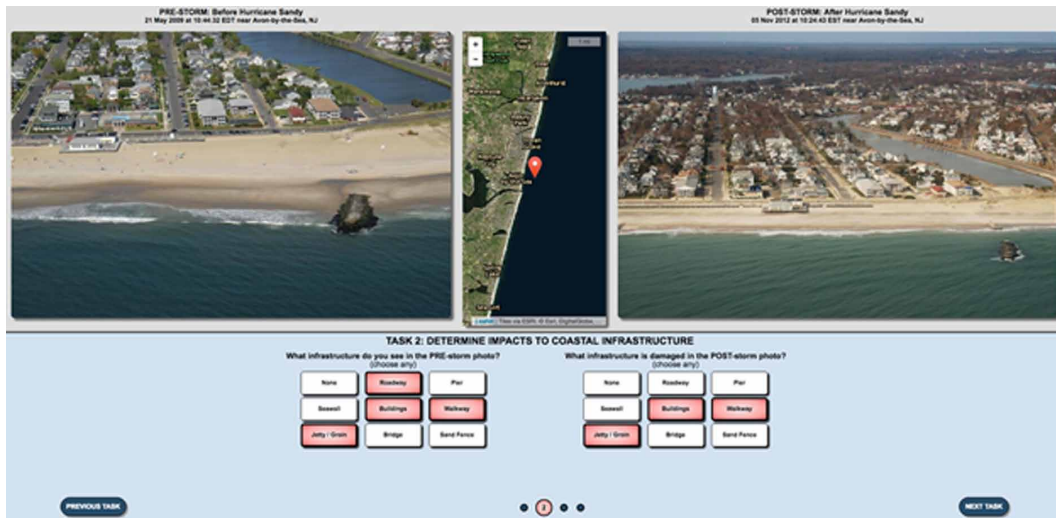 PRE-STORM: Before Hurricane Sandy
21 May 2009 at 10:44:32 EDT near Avon-by-the-Sea, NJ
POST-STORM: After Hurricane Sandy
05 Nov 2012 at 10:24:43 EST near Avon-by-the-Sea, NJ
+
−
TASK 2: DETERMINE IMPACTS TO COASTAL INFRASTRUCTURE
What infrastructure do you see in the PRE-storm photo?
(choose any)
None Roadway Pier
Seawall Buildings Walkway
Jetty / Groin Bridge Sand Fence
What infrastructure is damaged in the POST-storm photo?
(choose any)
None Roadway Pier
Seawall Buildings Walkway
Jetty / Groin Bridge Sand Fence
PREVIOUS TASK
2
NEXT TASK